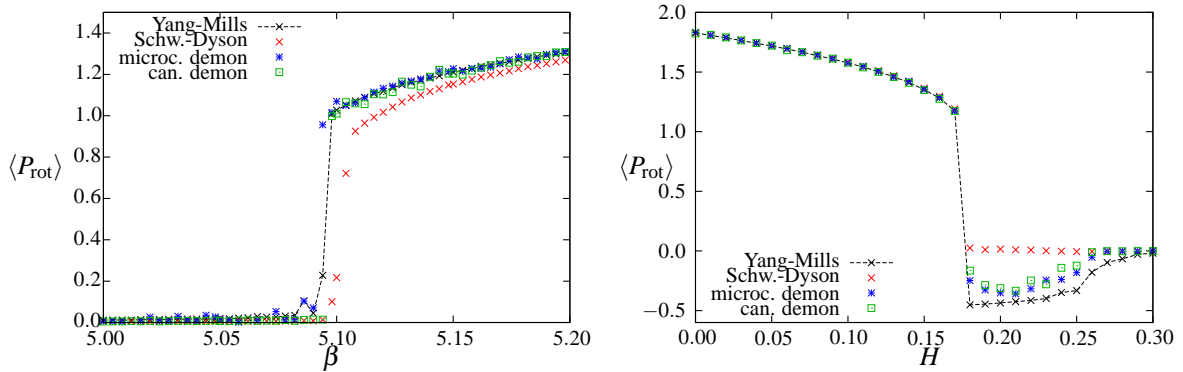 1.4
1.2
1.0
0.8
0.6
0.4
0.2
0.0
⟨P_rot⟩
Yang-Mills
Schw.-Dyson
microc. demon
can. demon
5.00 5.05 5.10 5.15 5.20
β
2.0
1.5
1.0
0.5
0.0
−0.5
⟨P_rot⟩
Yang-Mills
Schw.-Dyson
microc. demon
can. demon
0.00 0.05 0.10 0.15 0.20 0.25 0.30
H